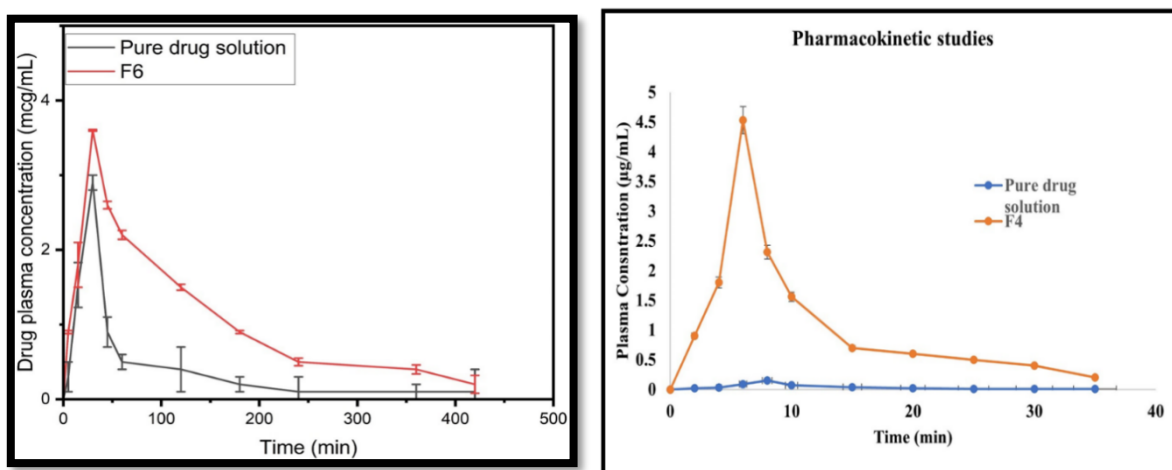 Drug plasma concentration (mcg/mL)
Pure drug solution
F6
4
2
0
0 100 200 300 400 500
Time (min)
Pharmacokinetic studies
Plasma Consntration (µg/mL)
5
4.5
4
3.5
3
2.5
2
1.5
1
0.5
0
Pure drug
solution
F4
0 10 20 30 40
Time (min)